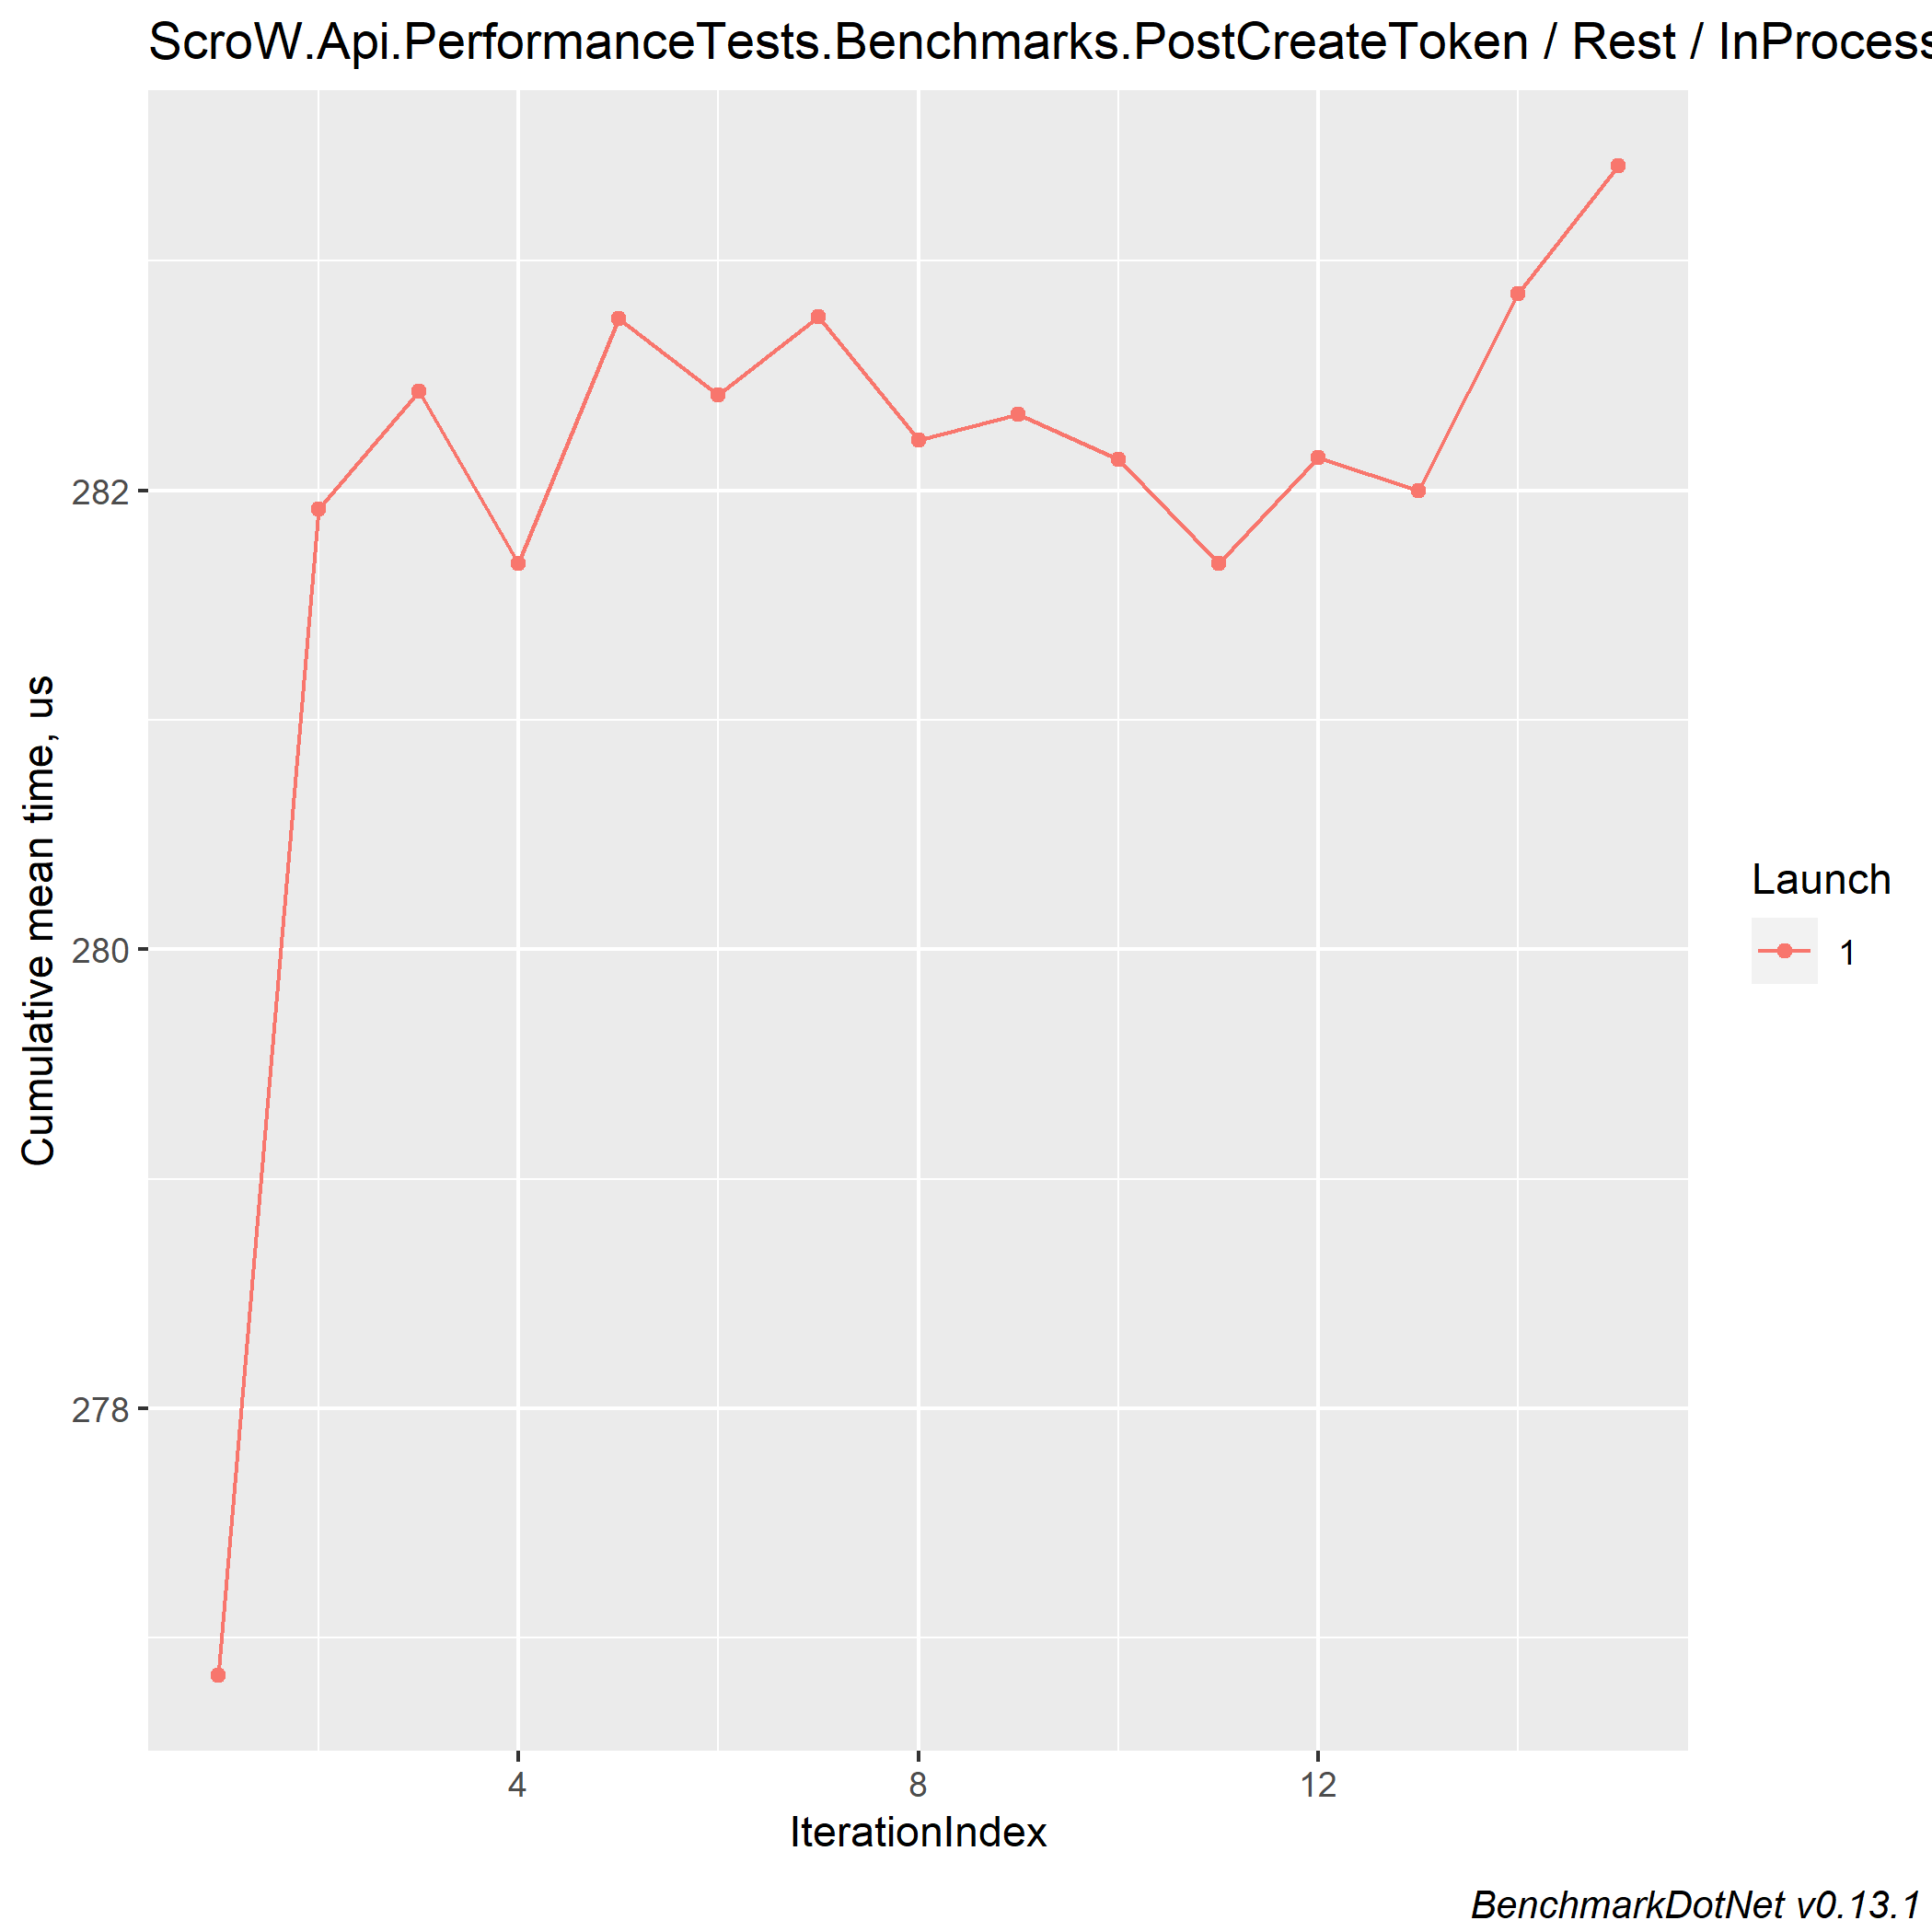 ScroW.Api.PerformanceTests.Benchmarks.PostCreateToken / Rest / InProcess
Cumulative mean time, us
282
280
278
4 8 12
IterationIndex
Launch
1
BenchmarkDotNet v0.13.1